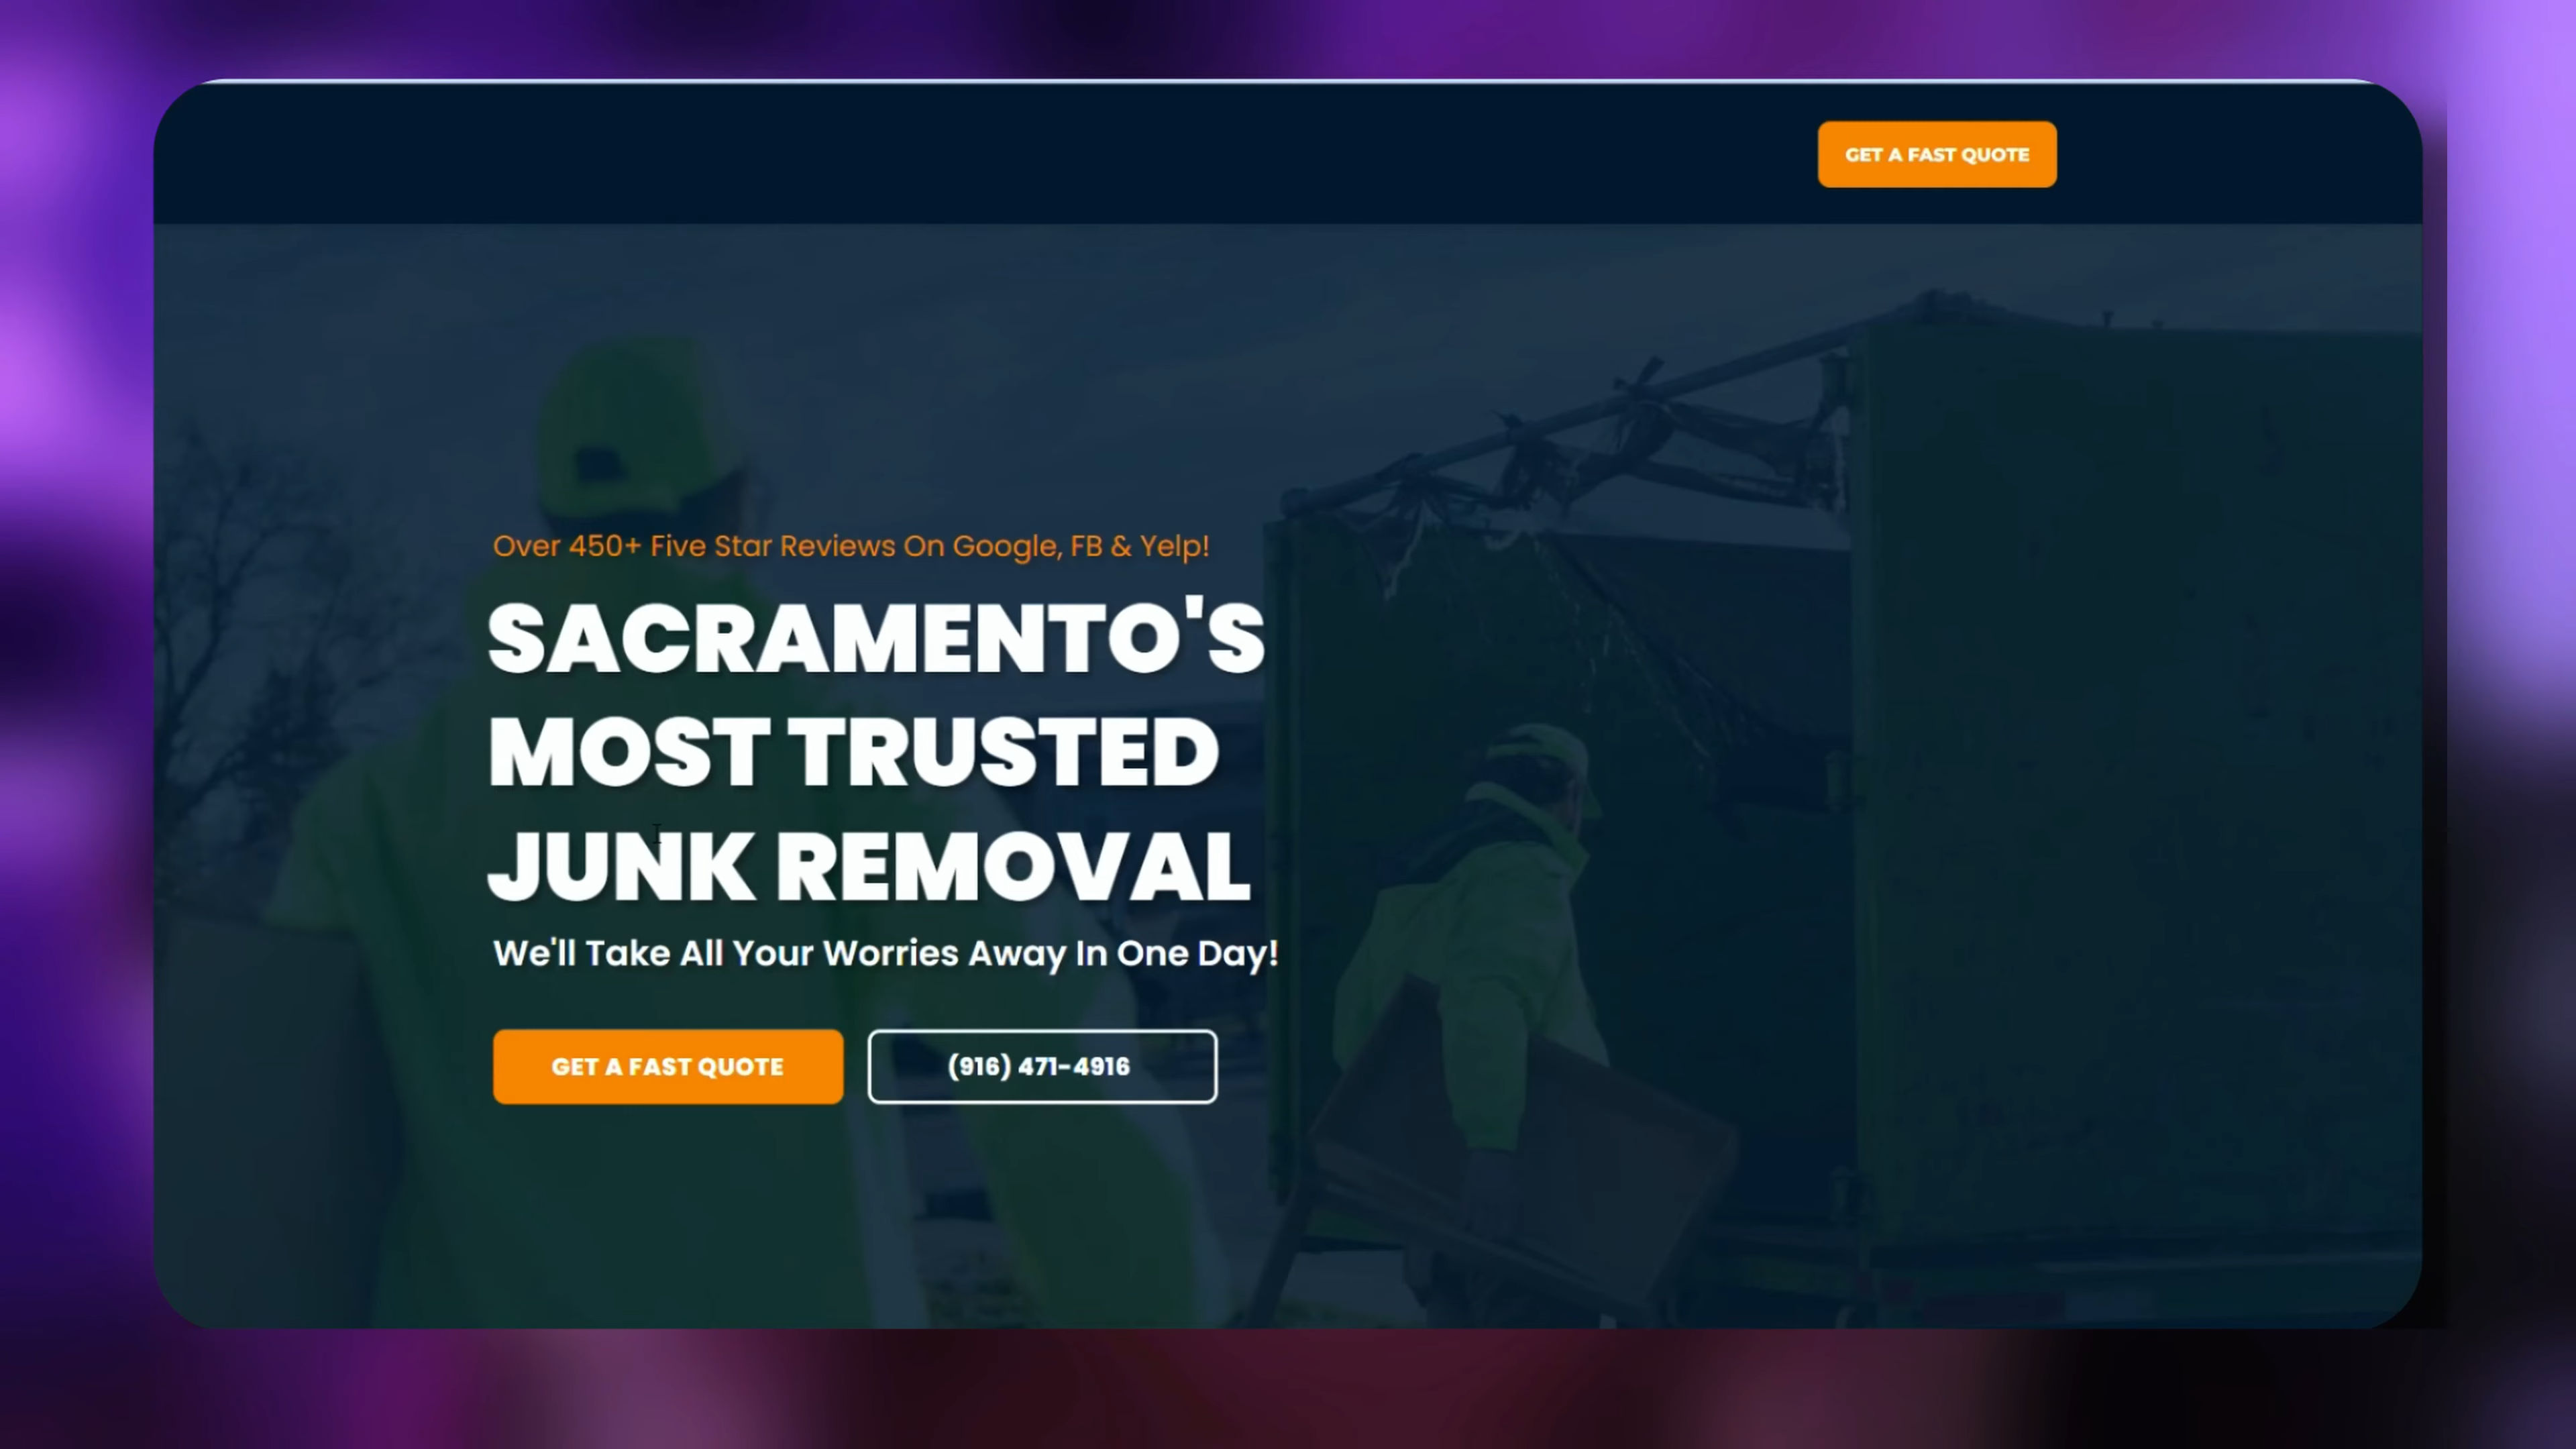 GET A FAST QUOTE
Over 450+ Five Star Reviews On Google, FB & Yelp!
SACRAMENTO'S
MOST TRUSTED
JUNK REMOVAL
We'll Take All Your Worries Away In One Day!
GET A FAST QUOTE
(916) 471-4916